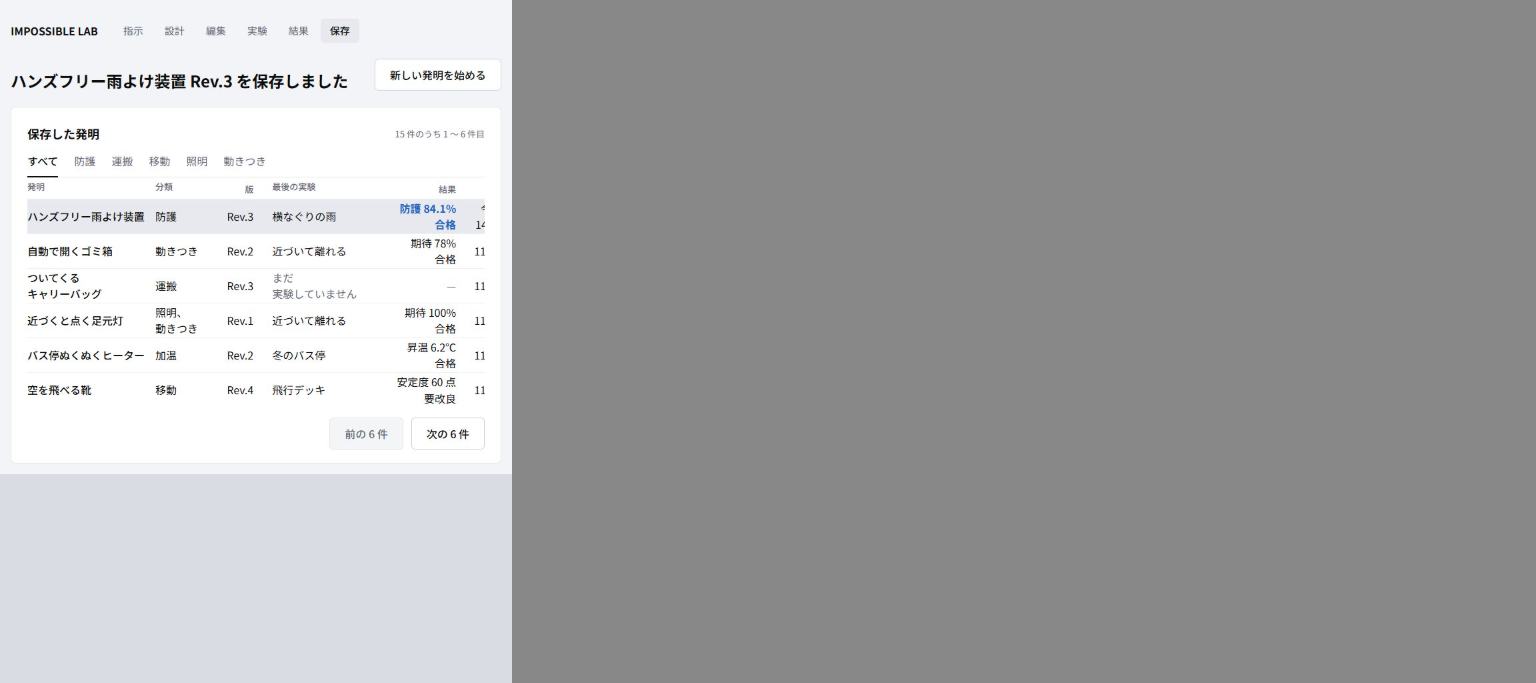 IMPOSSIBLE LAB 指示 設計 編集 実験 結果 保存
ハンズフリー雨よけ装置 Rev.3 を保存しました 新しい発明を始める
保存した発明 15 件のうち 1 〜 6 件目
すべて 防護 運搬 移動 照明 動きつき
発明 分類 版 最後の実験 結果
ハンズフリー雨よけ装置 防護 Rev.3 横なぐりの雨 防護 84.1%
合格 14
自動で開くゴミ箱 動きつき Rev.2 近づいて離れる 期待 78%
合格 11
ついてくる
キャリーバッグ 運搬 Rev.3 まだ
実験していません — 11
近づくと点く足元灯 照明、
動きつき Rev.1 近づいて離れる 期待 100%
合格 11
バス停ぬくぬくヒーター 加温 Rev.2 冬のバス停 昇温 6.2℃
合格 11
空を飛べる靴 移動 Rev.4 飛行デッキ 安定度 60 点
要改良 11
前の 6 件 次の 6 件